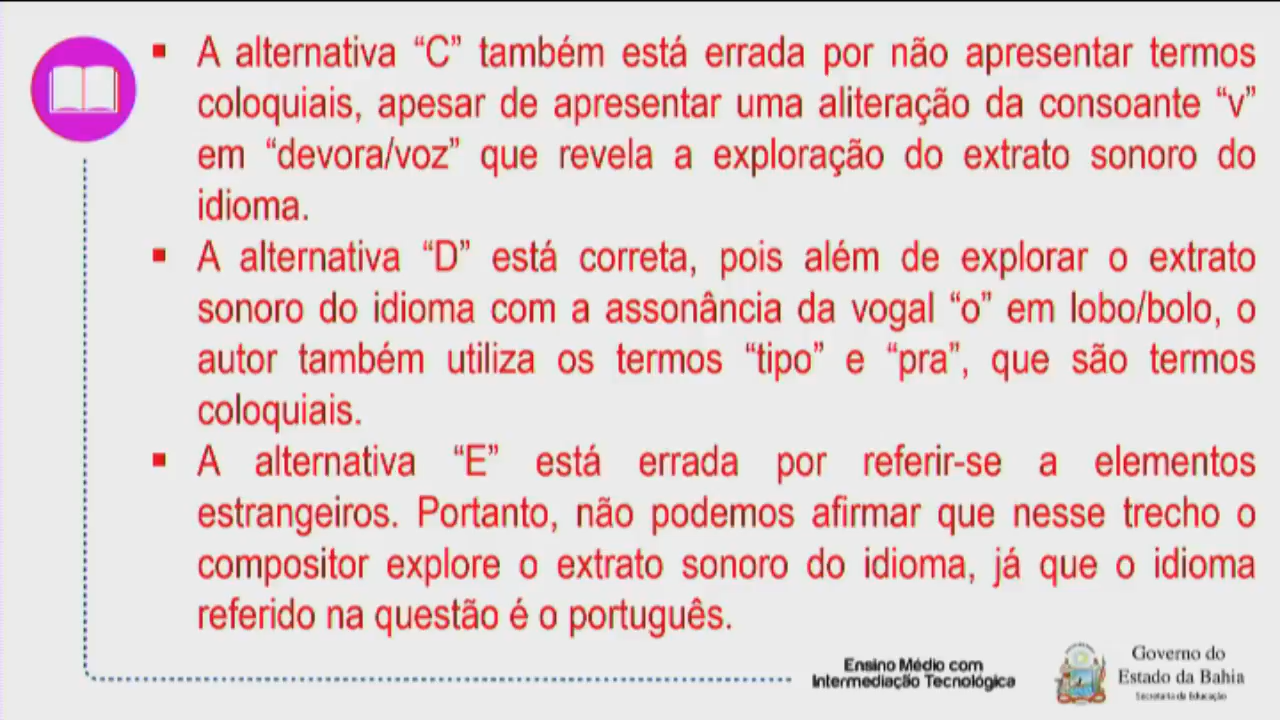 ▪ A alternativa “C” também está errada por não apresentar termos
coloquiais, apesar de apresentar uma aliteração da consoante “v”
em “devora/voz” que revela a exploração do extrato sonoro do
idioma.
▪ A alternativa “D” está correta, pois além de explorar o extrato
sonoro do idioma com a assonância da vogal “o” em lobo/bolo, o
autor também utiliza os termos “tipo” e “pra”, que são termos
coloquiais.
▪ A alternativa “E” está errada por referir-se a elementos
estrangeiros. Portanto, não podemos afirmar que nesse trecho o
compositor explore o extrato sonoro do idioma, já que o idioma
referido na questão é o português.
Ensino Médio com
Intermediação Tecnológica
Governo do
Estado da Bahia
Secretaria da Educação